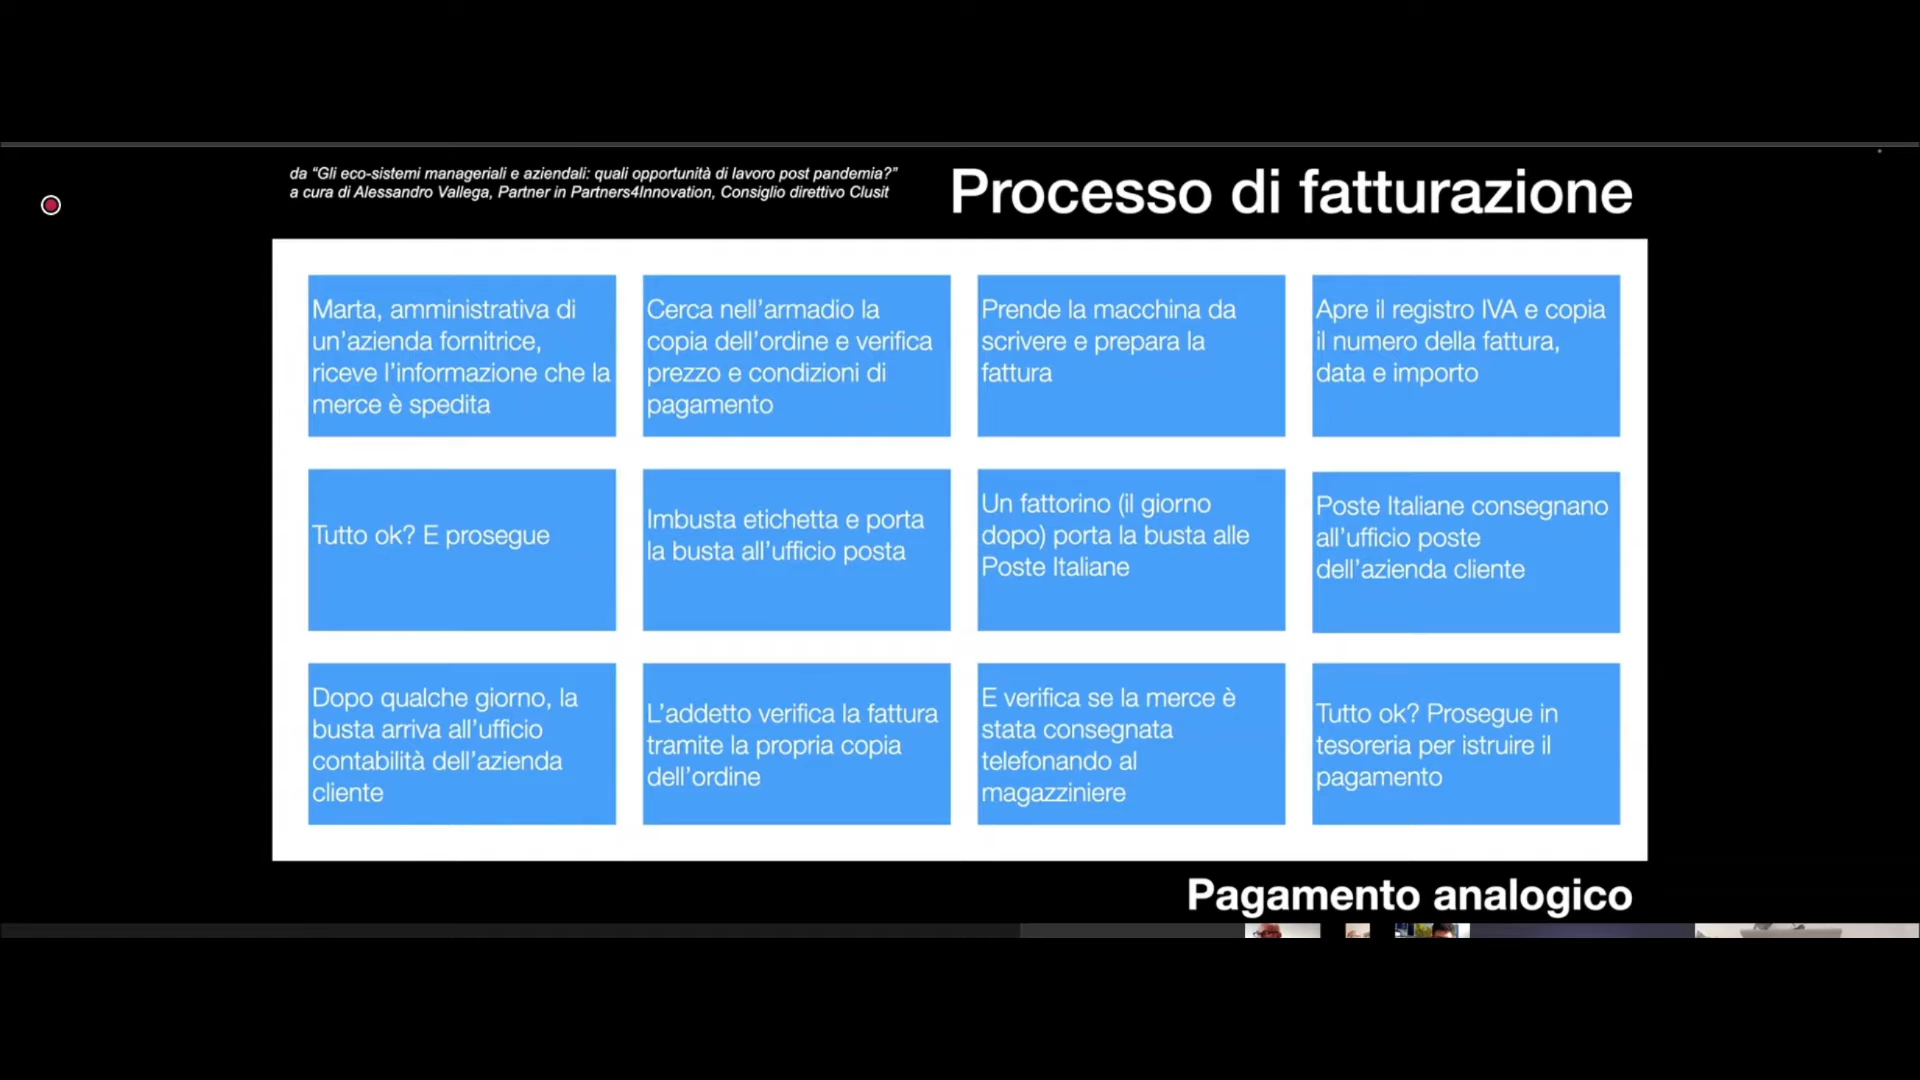 da “Gli eco-sistemi manageriali e aziendali: quali opportunità di lavoro post pandemia?”
a cura di Alessandro Vallega, Partner in Partners4Innovation, Consiglio direttivo Clusit
Processo di fatturazione
Marta, amministrativa di
un’azienda fornitrice,
riceve l’informazione che la
merce è spedita
Cerca nell’armadio la
copia dell’ordine e verifica
prezzo e condizioni di
pagamento
Prende la macchina da
scrivere e prepara la
fattura
Apre il registro IVA e copia
il numero della fattura,
data e importo
Tutto ok? E prosegue
Imbusta etichetta e porta
la busta all’ufficio posta
Un fattorino (il giorno
dopo) porta la busta alle
Poste Italiane
Poste Italiane consegnano
all’ufficio poste
dell’azienda cliente
Dopo qualche giorno, la
busta arriva all’ufficio
contabilità dell’azienda
cliente
L’addetto verifica la fattura
tramite la propria copia
dell’ordine
E verifica se la merce è
stata consegnata
telefonando al
magazziniere
Tutto ok? Prosegue in
tesoreria per istruire il
pagamento
Pagamento analogico